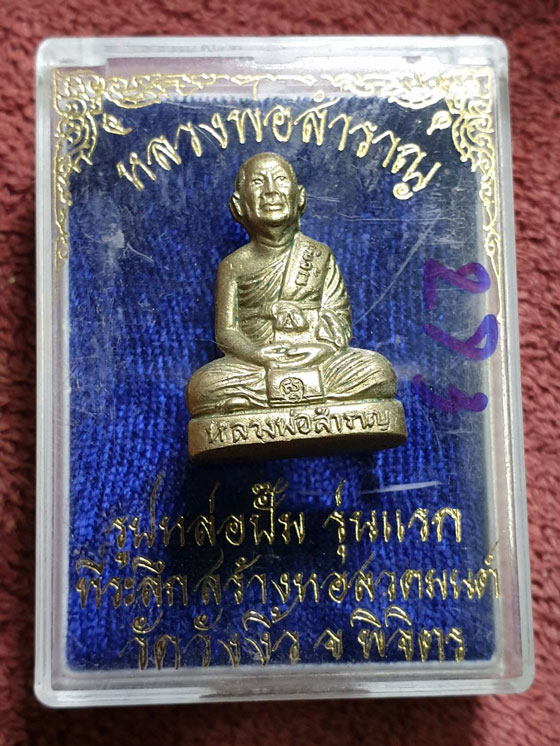 หลวงพ่อสำราญ
หลวงพ่อสำราญ
รูปหล่อปั๊ม รุ่นแรก
ที่ระลึก สร้างหอสวดมนต์
วัดวังงิ้ว จ พิจิตร